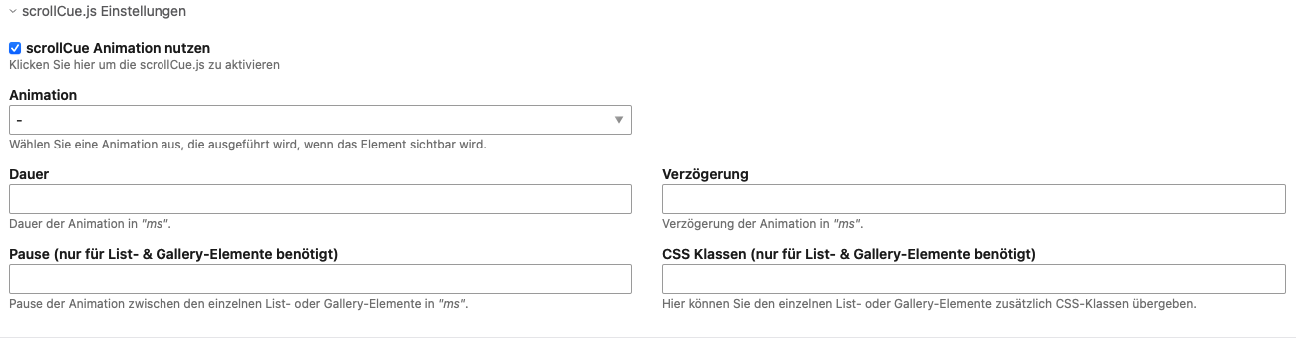 scrollCue.js Einstellungen
scrollCue Animation nutzen
Klicken Sie hier um die scrollCue.js zu aktivieren
Animation
-
Wählen Sie eine Animation aus, die ausgeführt wird, wenn das Element sichtbar wird.
Dauer
Verzögerung
Dauer der Animation in "ms".
Verzögerung der Animation in "ms".
Pause (nur für List- & Gallery-Elemente benötigt)
CSS Klassen (nur für List- & Gallery-Elemente benötigt)
Pause der Animation zwischen den einzelnen List- oder Gallery-Elemente in "ms".
Hier können Sie den einzelnen List- oder Gallery-Elemente zusätzlich CSS-Klassen übergeben.